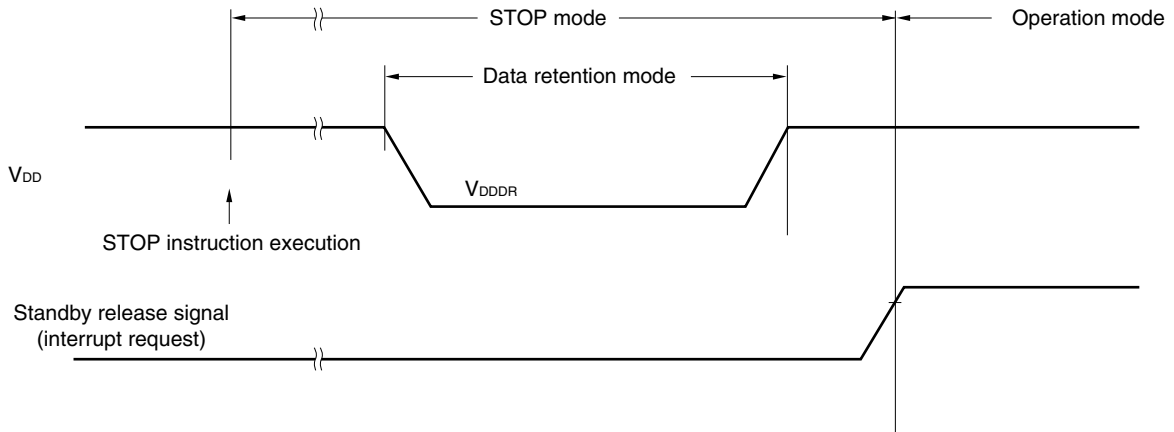 STOP mode
Operation mode
Data retention mode
VDD
VDDDR
STOP instruction execution
Standby release signal
(interrupt request)